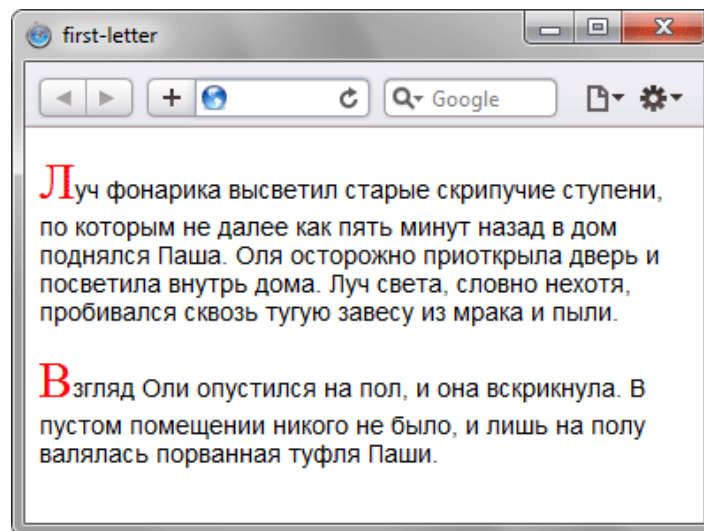 first-letter
Google
Луч фонарика высветил старые скрипучие ступени,
по которым не далее как пять минут назад в дом
поднялся Паша. Оля осторожно приоткрыла дверь и
посветила внутрь дома. Луч света, словно нехотя,
пробивался сквозь тугую завесу из мрака и пыли.
Взгляд Оли опустился на пол, и она вскрикнула. В
пустом помещении никого не было, и лишь на полу
валялась порванная туфля Паши.